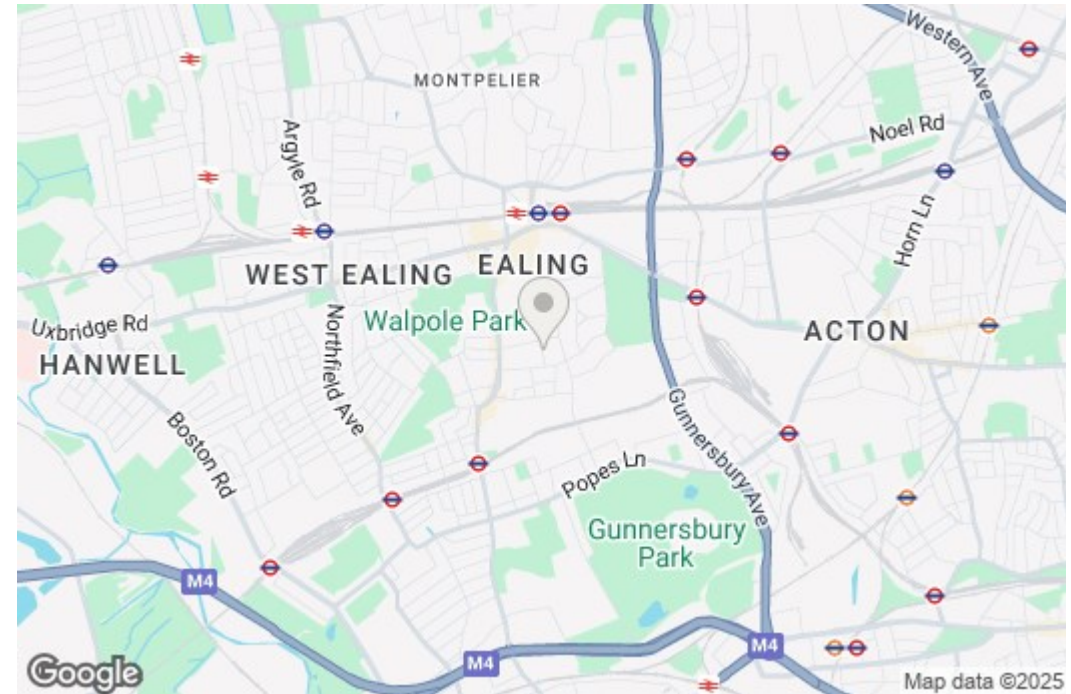 Western Ave
MONTPELIER
Argyle Rd
Noel Rd
Horn Ln
WEST EALING
EALING
Uxbridge Rd
Walpole Park
ACTON
HANWELL
Northfield Ave
Boston Rd
Gunnersbury Ave
Popes Ln
Gunnersbury
Park
M4
M4
M4
Google
Map data ©2025